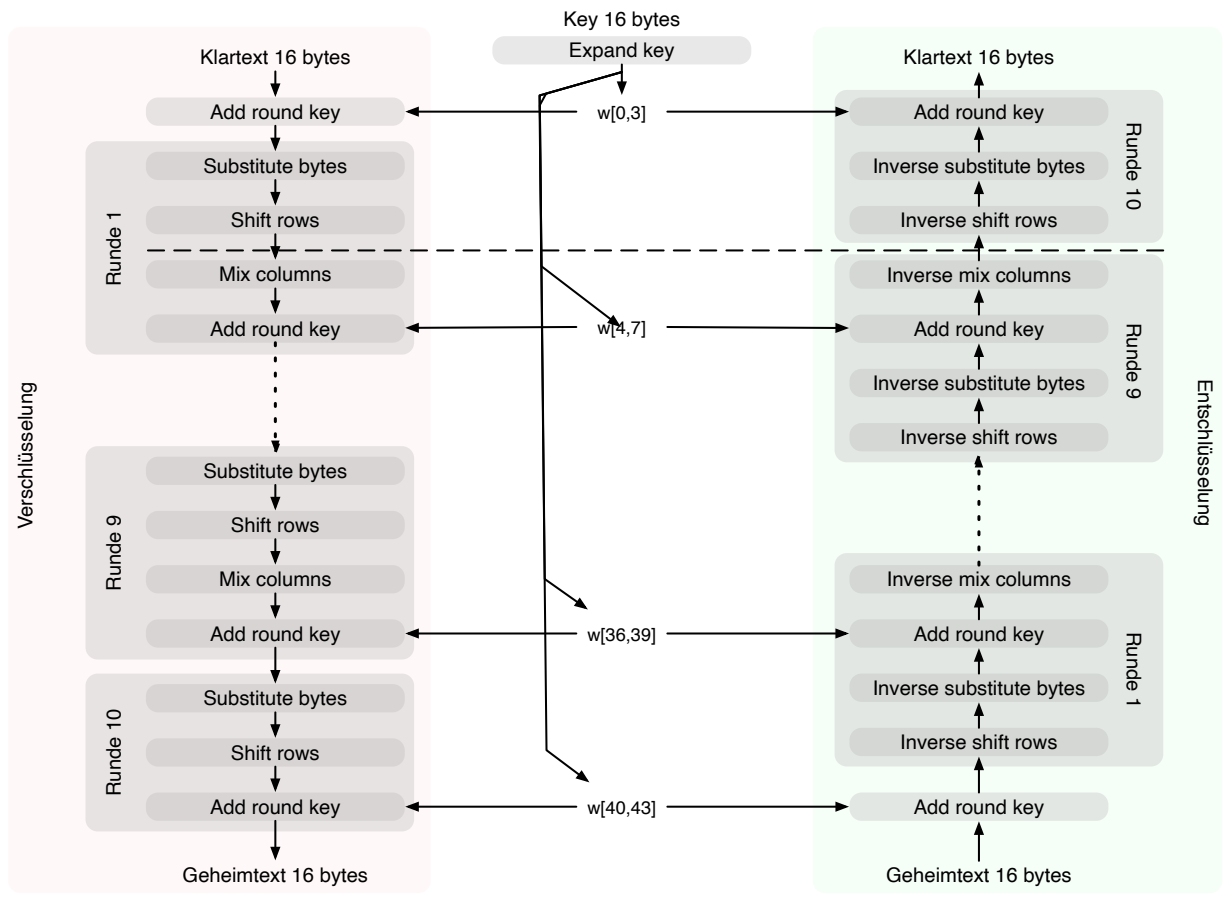 Key 16 bytes
Expand key
Verschlüsselung
Klartext 16 bytes
Add round key
Runde 1
Substitute bytes
Shift rows
Mix columns
Add round key
Runde 9
Substitute bytes
Shift rows
Mix columns
Add round key
Runde 10
Substitute bytes
Shift rows
Add round key
Geheimtext 16 bytes
w[0,3]
w[4,7]
w[36,39]
w[40,43]
Entschlüsselung
Klartext 16 bytes
Runde 10
Add round key
Inverse substitute bytes
Inverse shift rows
Runde 9
Inverse mix columns
Add round key
Inverse substitute bytes
Inverse shift rows
Runde 1
Inverse mix columns
Add round key
Inverse substitute bytes
Inverse shift rows
Add round key
Geheimtext 16 bytes